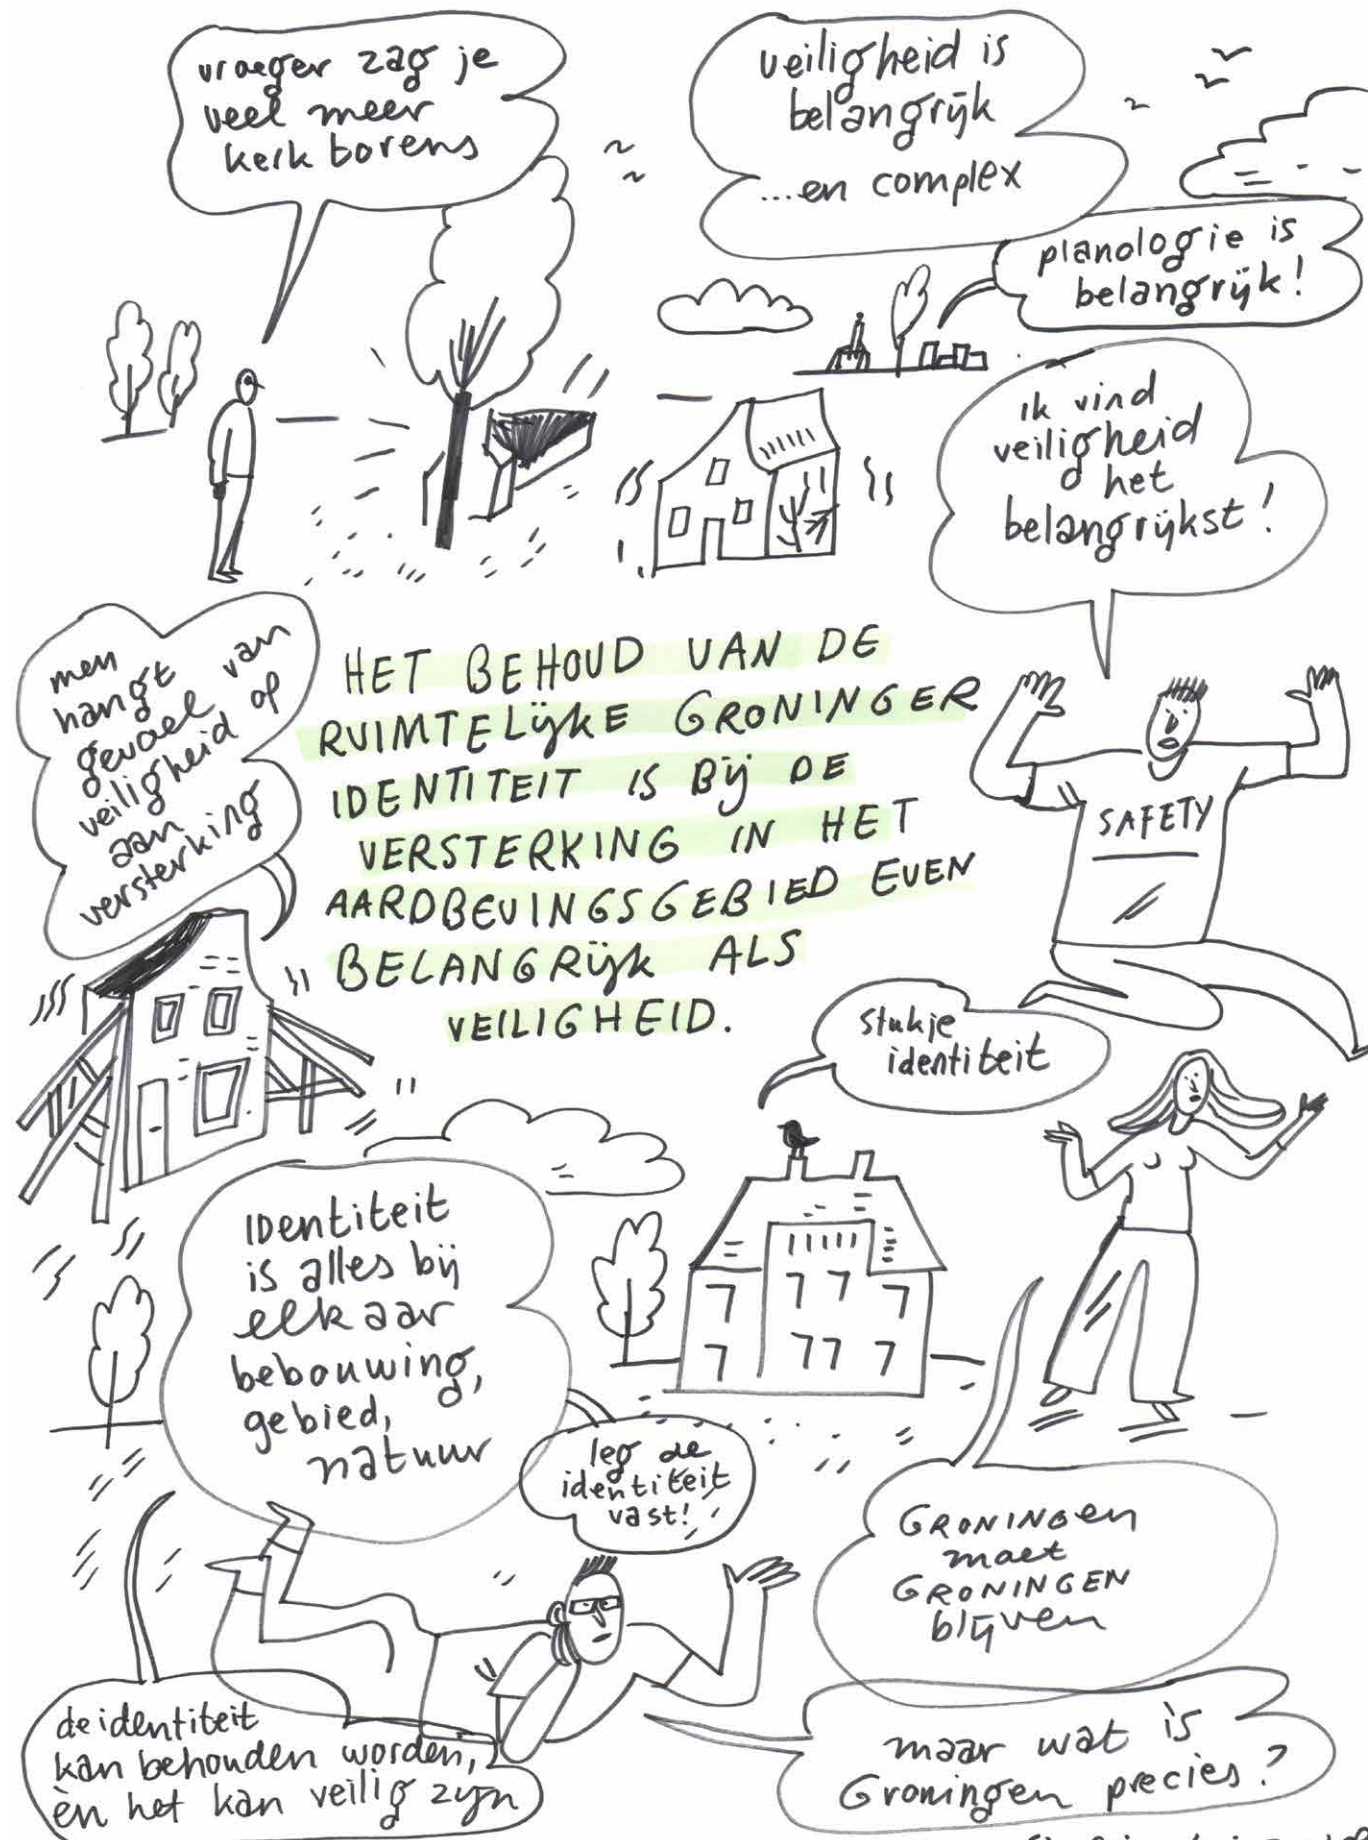 vroeger zag je
veel meer
kerk torens
veiligheid is
belangrijk
...en complex
planologie is
belangrijk!
ik vind
veiligheid
het
belangrijkst!
men
hangt
gevoel van
veiligheid op
aan
versterking
HET BEHOUD VAN DE
RUIMTELijkE GRONINGER
IDENTITEIT IS Bij DE
VERSTERKING IN HET
AARDBEVINGSGEBIED EVEN
BELANGRijk ALS
VEILIGHEID.
SAFETY
stukje
identiteit
IDentiteit
is alles bij
elkaar
bebouwing,
gebied,
natuur
leg de
identiteit
vast!
GRONINGen
moet
GRONINGEN
blijven
de identiteit
kan behouden worden,
èn het kan veilig zijn
maar wat is
Groningen precies?